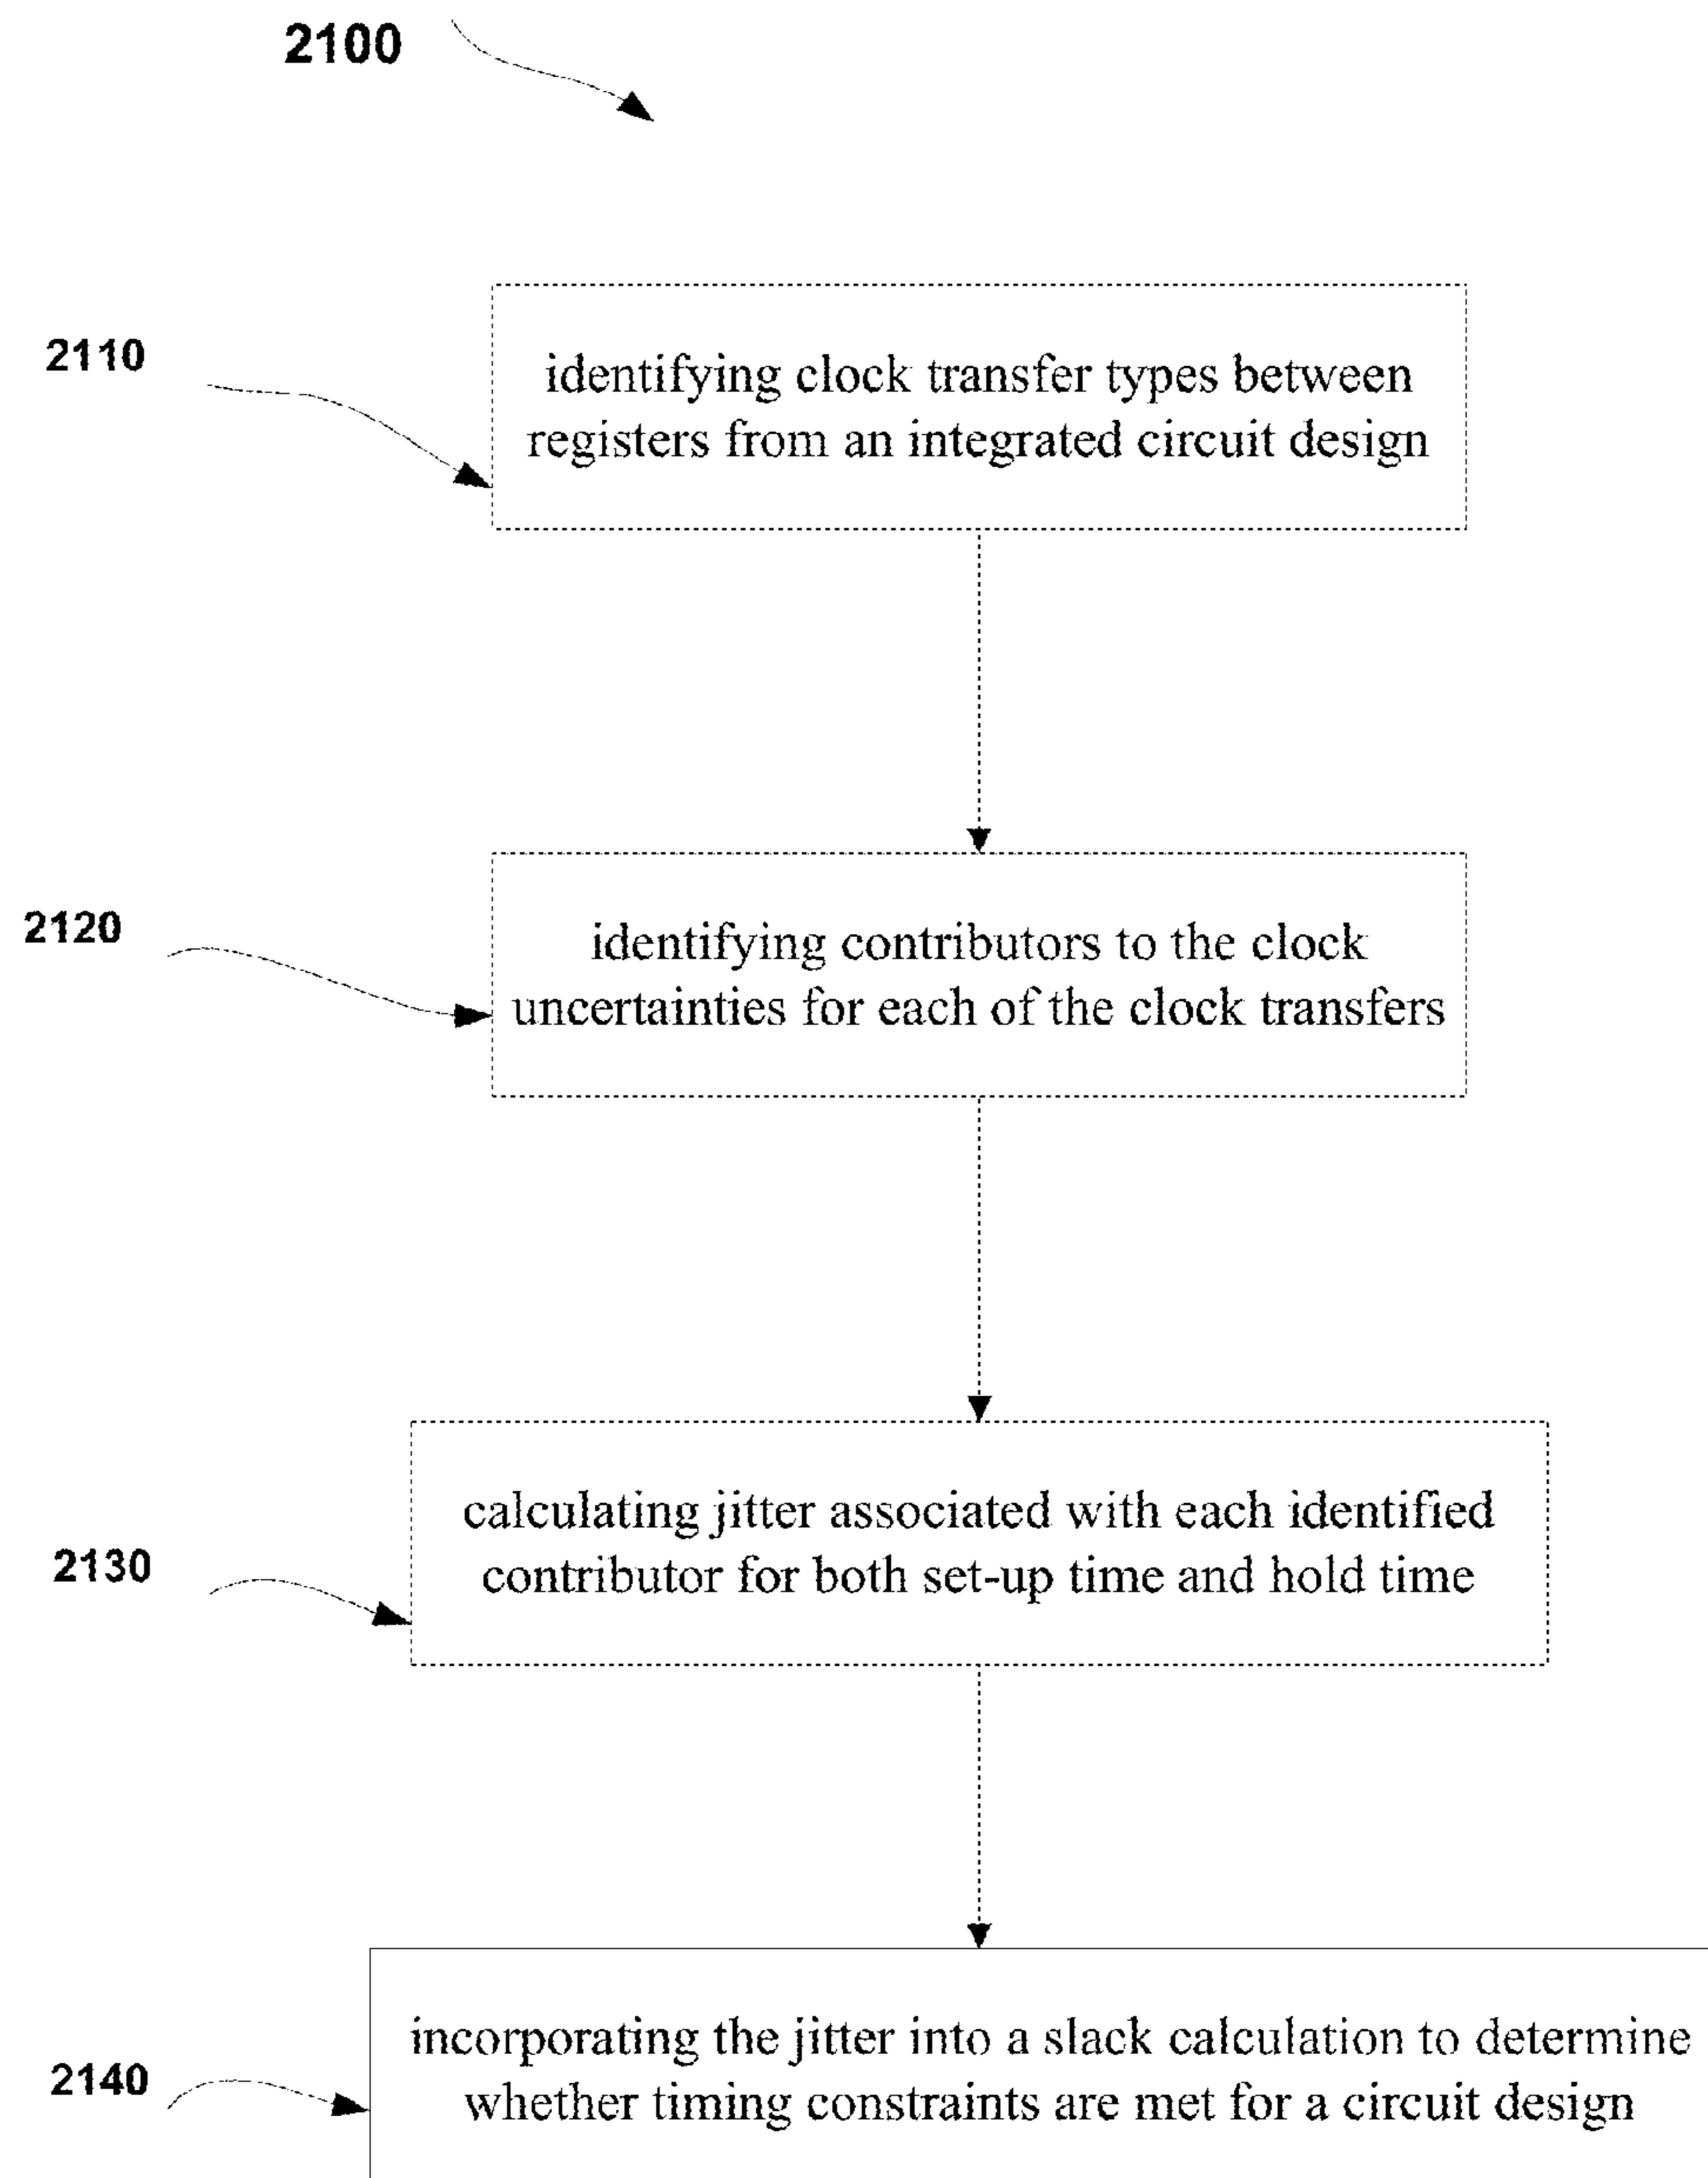 2100
2110
identifying clock transfer types between
registers from an integrated circuit design
2120
identifying contributors to the clock
uncertainties for each of the clock transfers
2130
calculating jitter associated with each identified
contributor for both set-up time and hold time
2140
incorporating the jitter into a slack calculation to determine
whether timing constraints are met for a circuit design